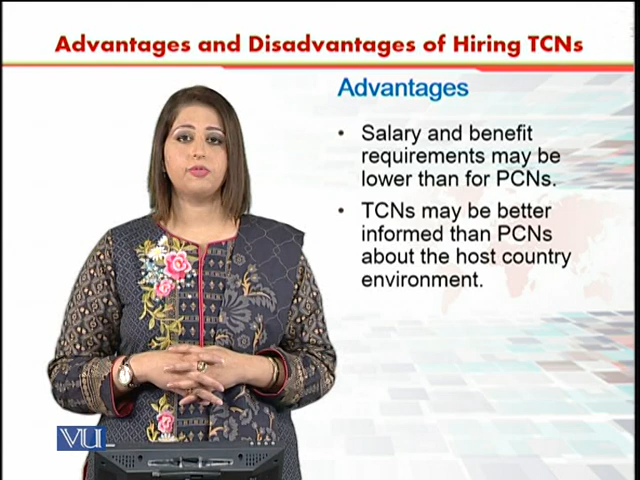 Advantages and Disadvantages of Hiring TCNs
Advantages
• Salary and benefit
requirements may be
lower than for PCNs.
• TCNs may be better
informed than PCNs
about the host country
environment.
VU